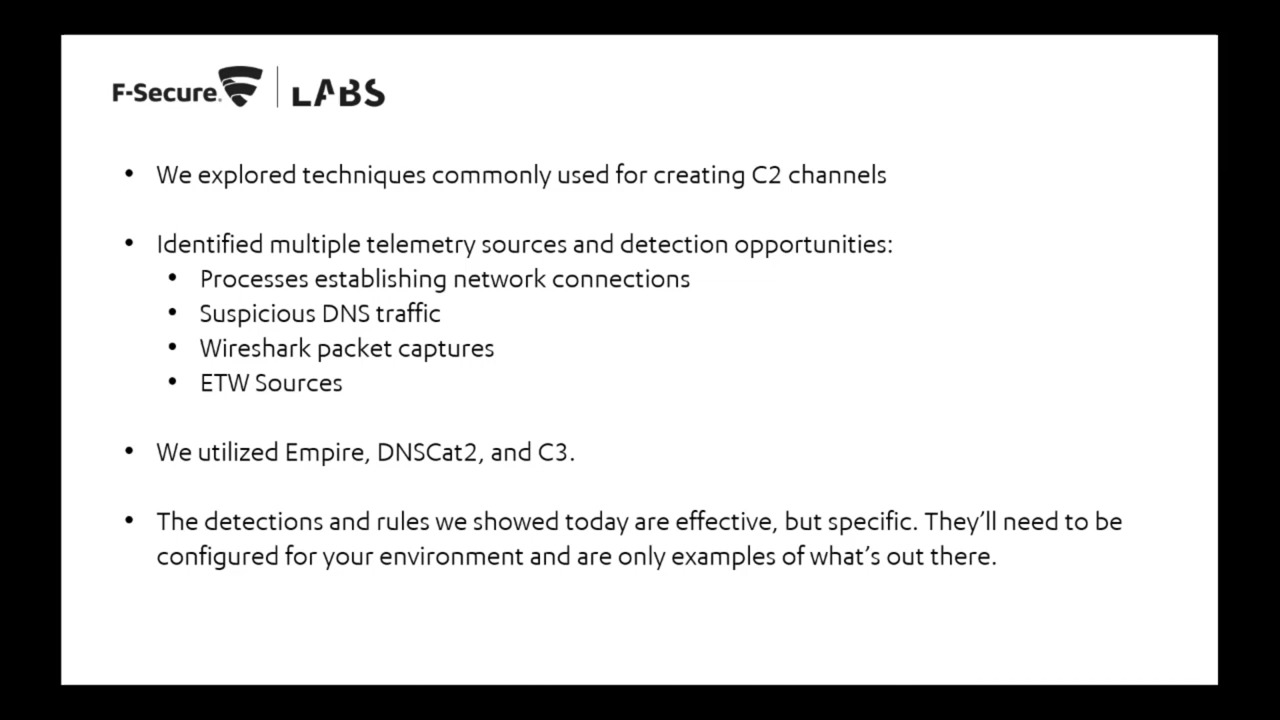 F-Secure. LABS
• We explored techniques commonly used for creating C2 channels
• Identified multiple telemetry sources and detection opportunities:
• Processes establishing network connections
• Suspicious DNS traffic
• Wireshark packet captures
• ETW Sources
• We utilized Empire, DNSCat2, and C3.
• The detections and rules we showed today are effective, but specific. They’ll need to be
configured for your environment and are only examples of what’s out there.